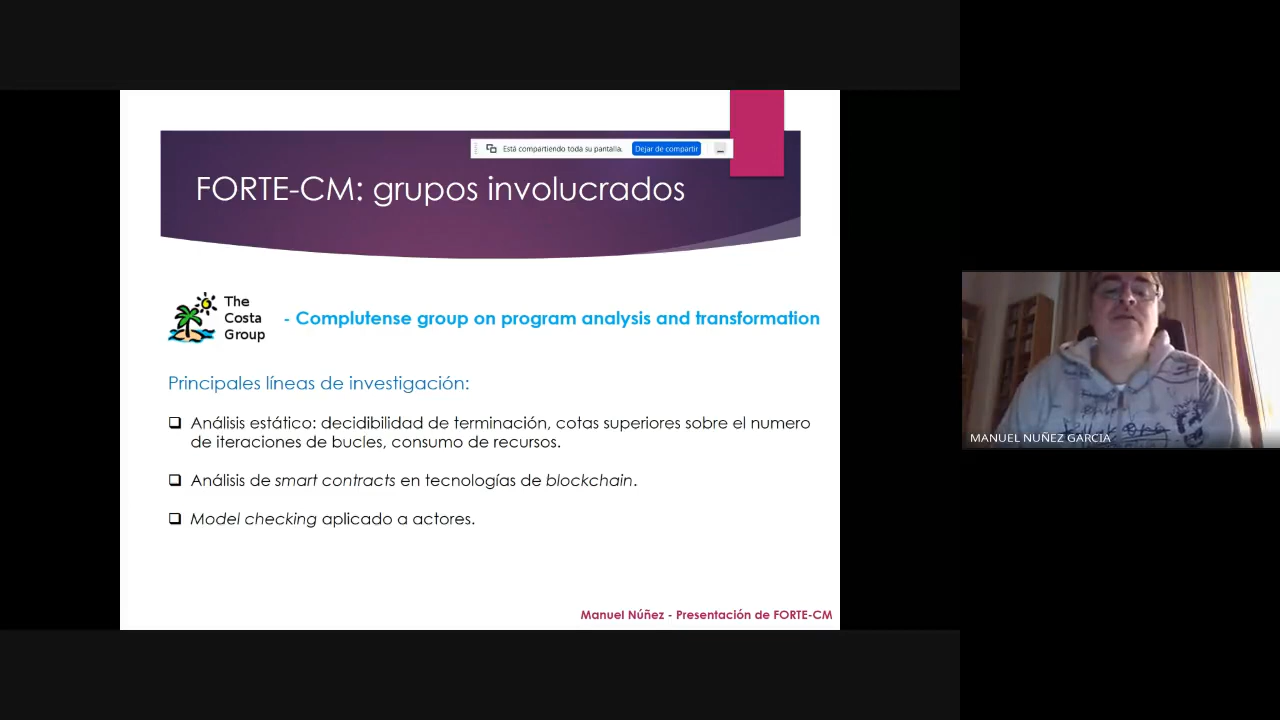 Está compartiendo toda su pantalla.
Dejar de compartir
FORTE-CM: grupos involucrados
The
Costa
Group
- Complutense group on program analysis and transformation
Principales líneas de investigación:
Análisis estático: decidibilidad de terminación, cotas superiores sobre el numero
de iteraciones de bucles, consumo de recursos.
Análisis de smart contracts en tecnologías de blockchain.
Model checking aplicado a actores.
Manuel Núñez - Presentación de FORTE-CM
MANUEL NUÑEZ GARCIA